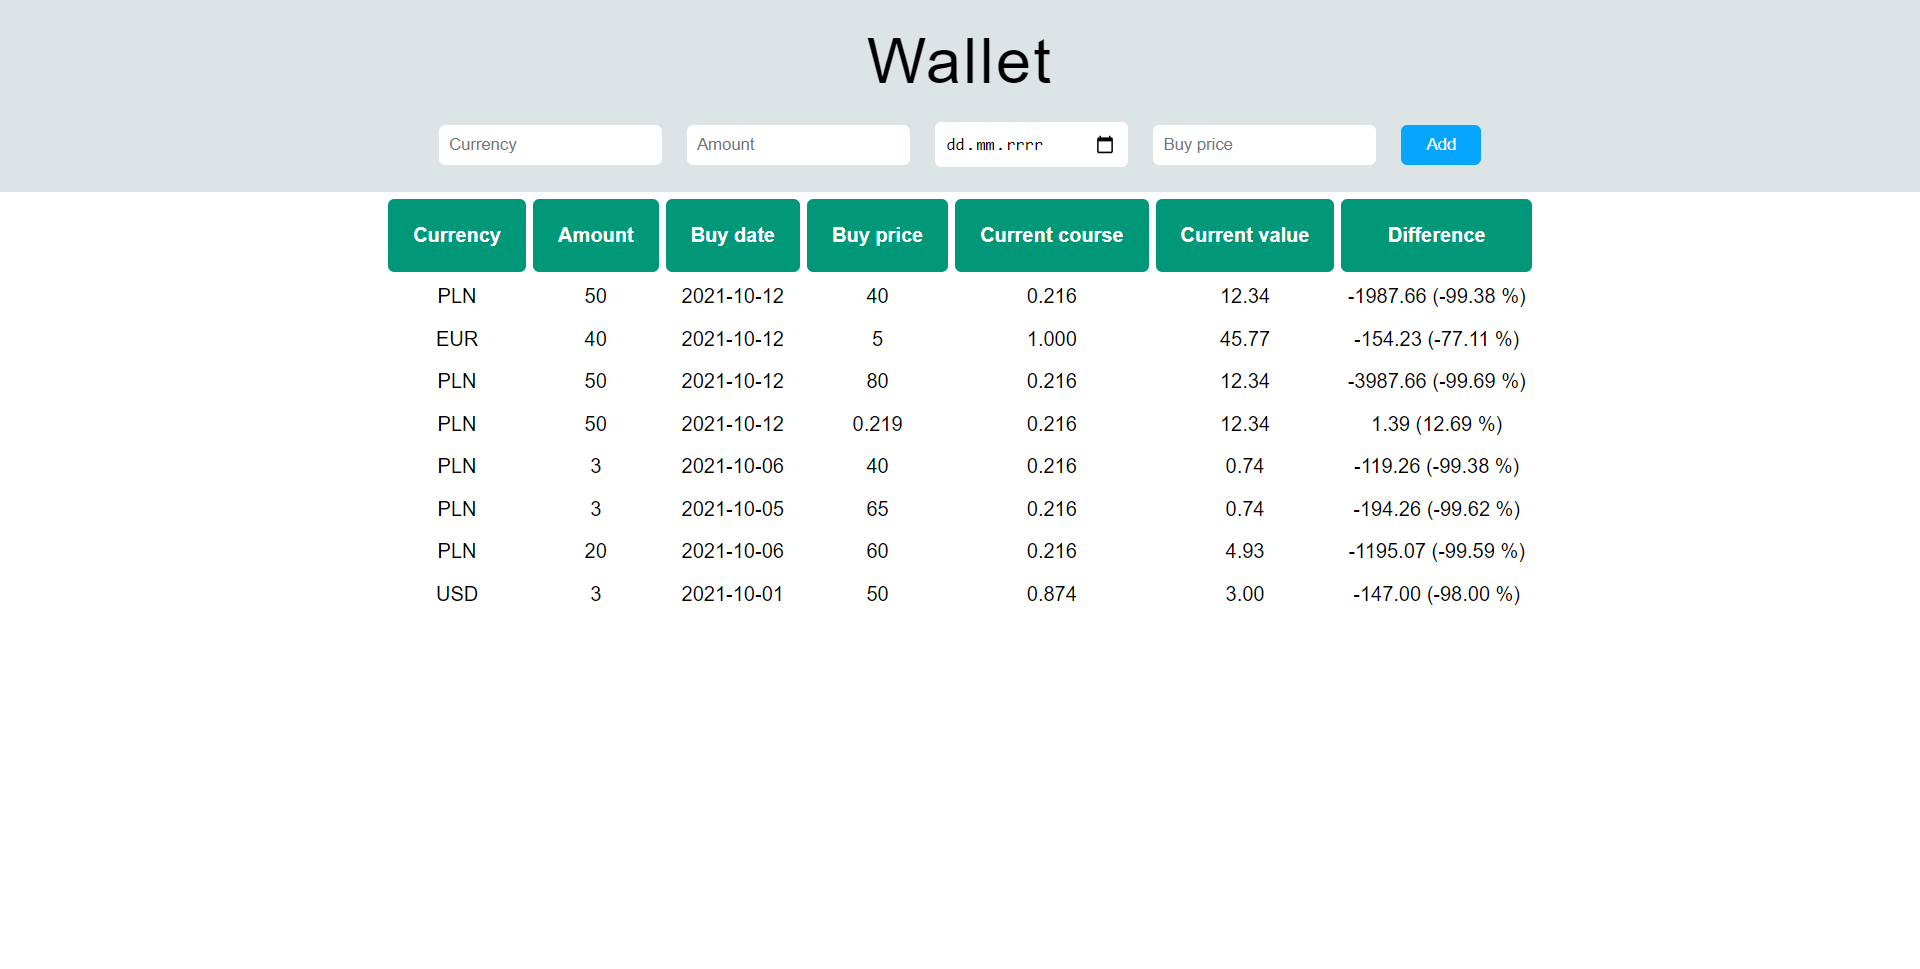 Wallet
Currency Amount dd.mm.rrrr Buy price Add
Currency Amount Buy date Buy price Current course Current value Difference
PLN 50 2021-10-12 40 0.216 12.34 -1987.66 (-99.38 %)
EUR 40 2021-10-12 5 1.000 45.77 -154.23 (-77.11 %)
PLN 50 2021-10-12 80 0.216 12.34 -3987.66 (-99.69 %)
PLN 50 2021-10-12 0.219 0.216 12.34 1.39 (12.69 %)
PLN 3 2021-10-06 40 0.216 0.74 -119.26 (-99.38 %)
PLN 3 2021-10-05 65 0.216 0.74 -194.26 (-99.62 %)
PLN 20 2021-10-06 60 0.216 4.93 -1195.07 (-99.59 %)
USD 3 2021-10-01 50 0.874 3.00 -147.00 (-98.00 %)